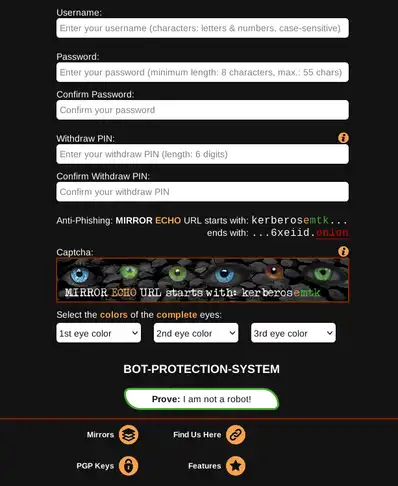 Username:
Enter your username (characters: letters & numbers, case-sensitive)
Password:
Enter your password (minimum length: 8 characters, max.: 55 chars)
Confirm Password:
Confirm your password
Withdraw PIN:
Enter your withdraw PIN (length: 6 digits)
Confirm Withdraw PIN:
Confirm your withdraw PIN
Anti-Phishing: MIRROR ECHO URL starts with: kerberosemtk...
ends with: ...6xeiid.onion
Captcha:
MIRROR ECHO URL starts with: kerberosemtk
Select the colors of the complete eyes:
1st eye color 2nd eye color 3rd eye color
BOT-PROTECTION-SYSTEM
Prove: I am not a robot!
Mirrors Find Us Here
PGP Keys Features